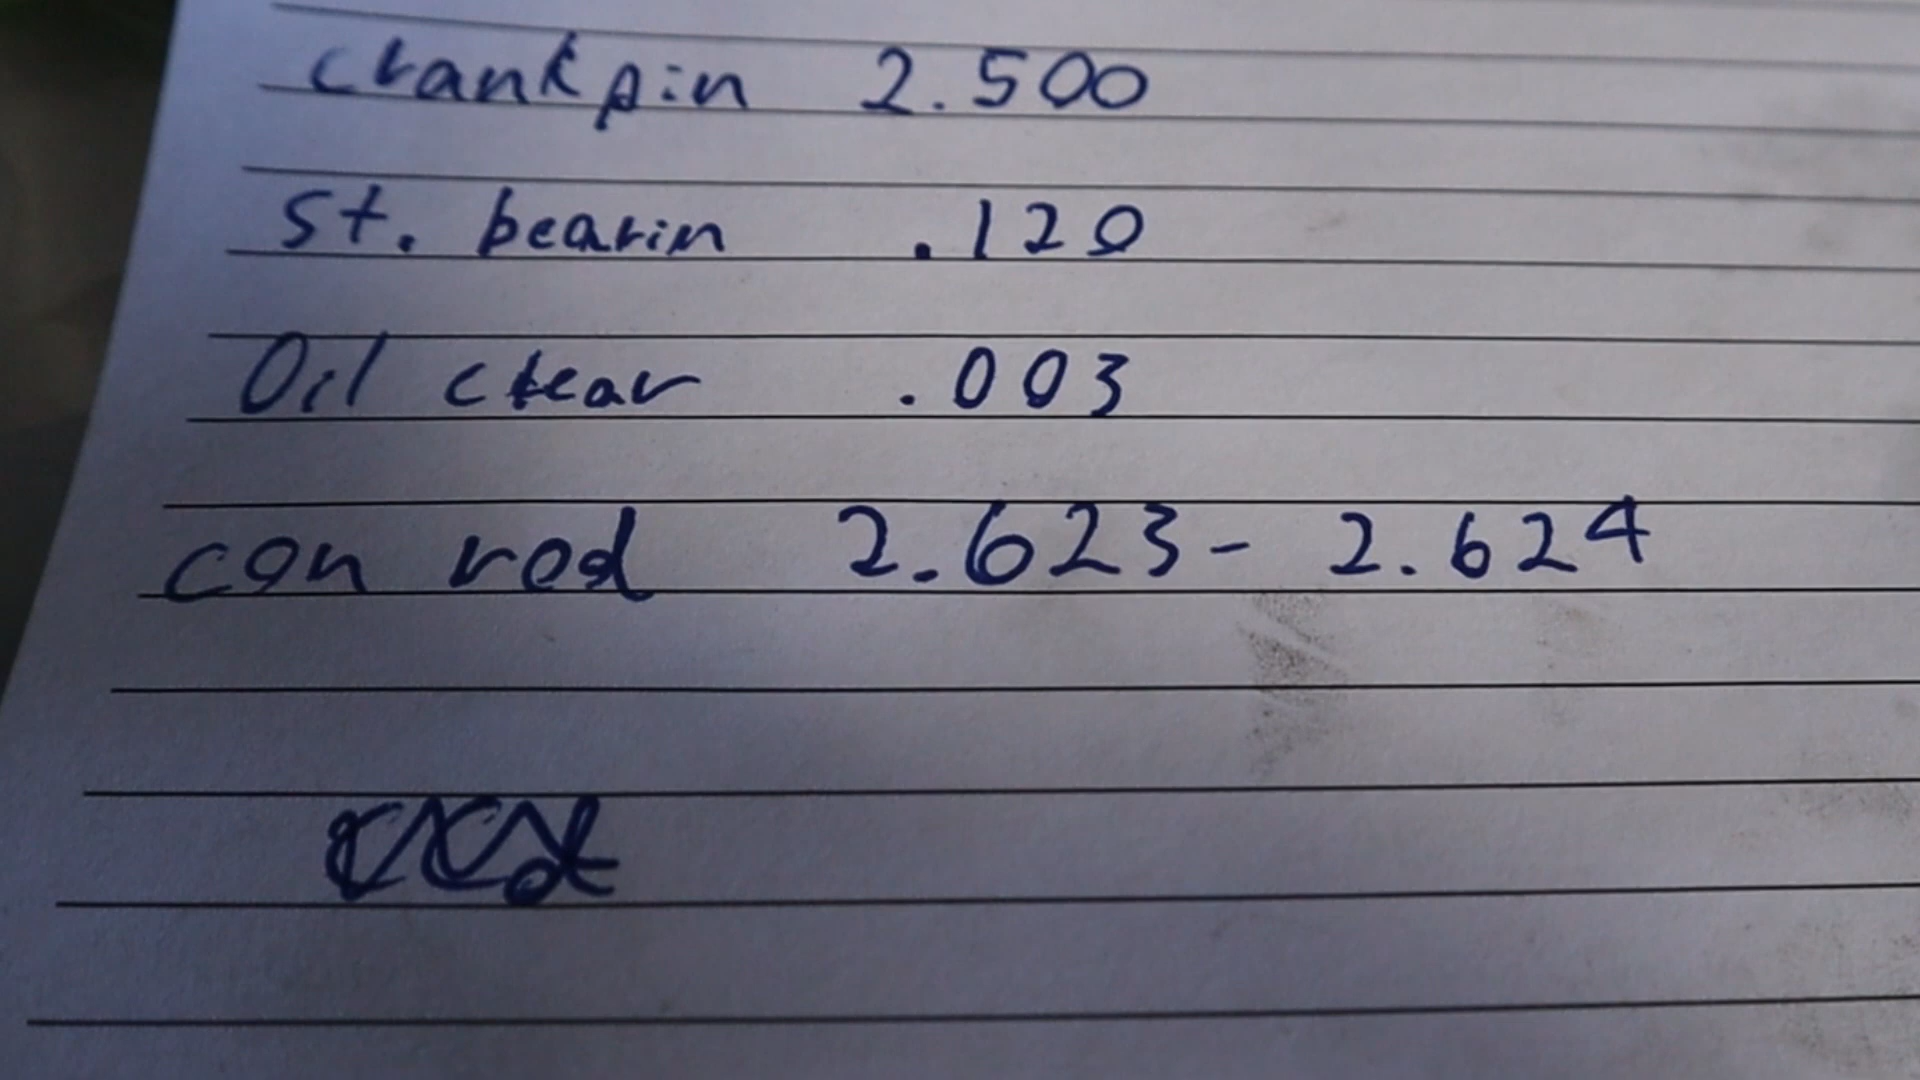 crankpin 2.500
St. bearin .120
Oil clear .003
con rod 2.623 - 2.624